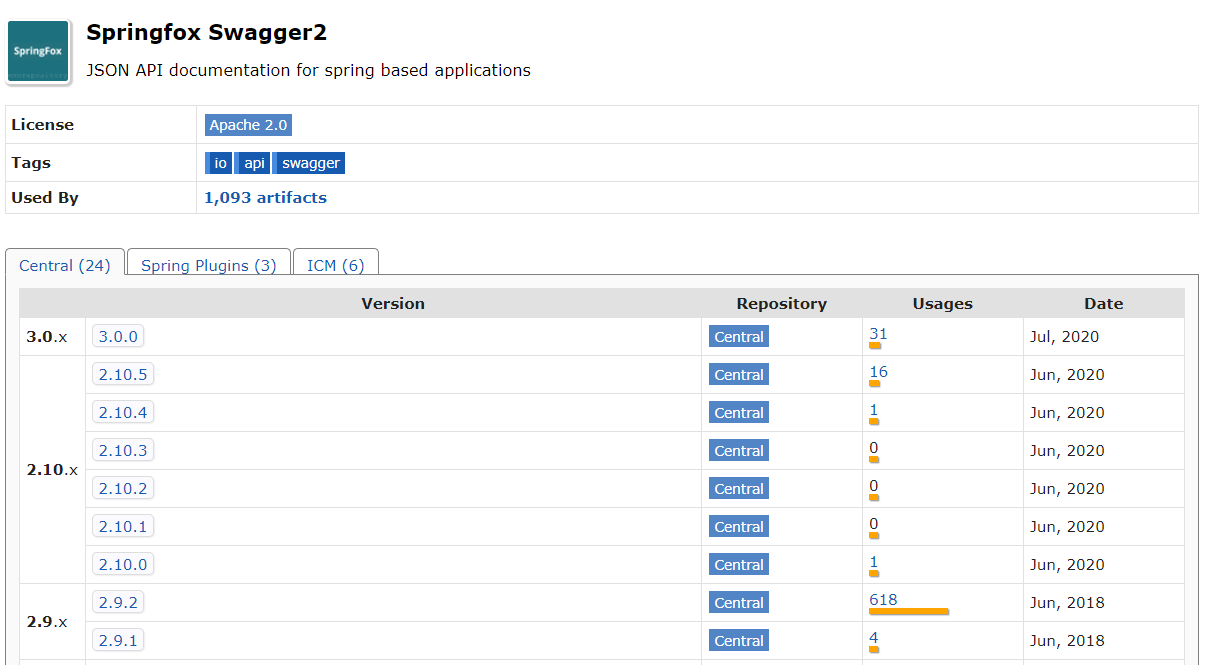 SpringFox
Springfox Swagger2
JSON API documentation for spring based applications
License Apache 2.0
Tags io api swagger
Used By 1,093 artifacts
Central (24) Spring Plugins (3) ICM (6)
Version Repository Usages Date
3.0.x 3.0.0 Central 31 Jul, 2020
2.10.5 Central 16 Jun, 2020
2.10.4 Central 1 Jun, 2020
2.10.3 Central 0 Jun, 2020
2.10.x
2.10.2 Central 0 Jun, 2020
2.10.1 Central 0 Jun, 2020
2.10.0 Central 1 Jun, 2020
2.9.2 Central 618 Jun, 2018
2.9.x
2.9.1 Central 4 Jun, 2018